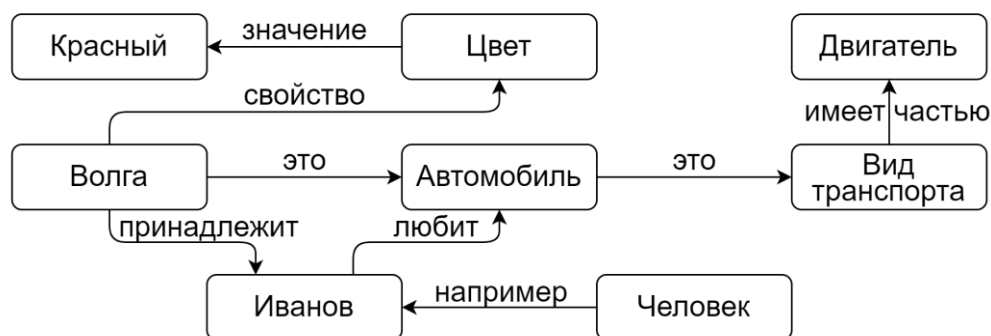 Красный
значение
Цвет
Двигатель
свойство
имеет частью
Волга
это
Автомобиль
это
Вид
транспорта
принадлежит
любит
Иванов
например
Человек